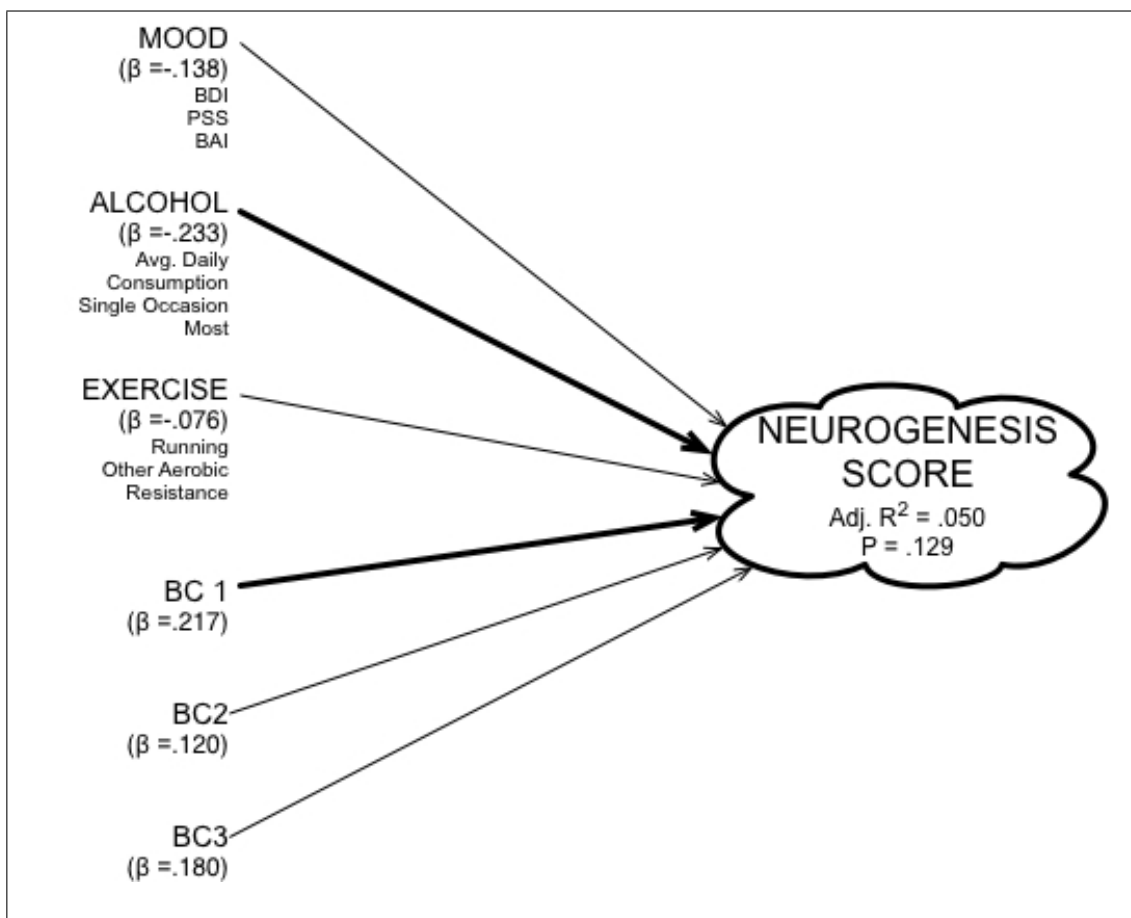 MOOD
(β =-.138)
BDI
PSS
BAI
ALCOHOL
(β =-.233)
Avg. Daily
Consumption
Single Occasion
Most
EXERCISE
(β =-.076)
Running
Other Aerobic
Resistance
BC 1
(β =.217)
BC2
(β =.120)
BC3
(β =.180)
NEUROGENESIS
SCORE
Adj. R² = .050
P = .129